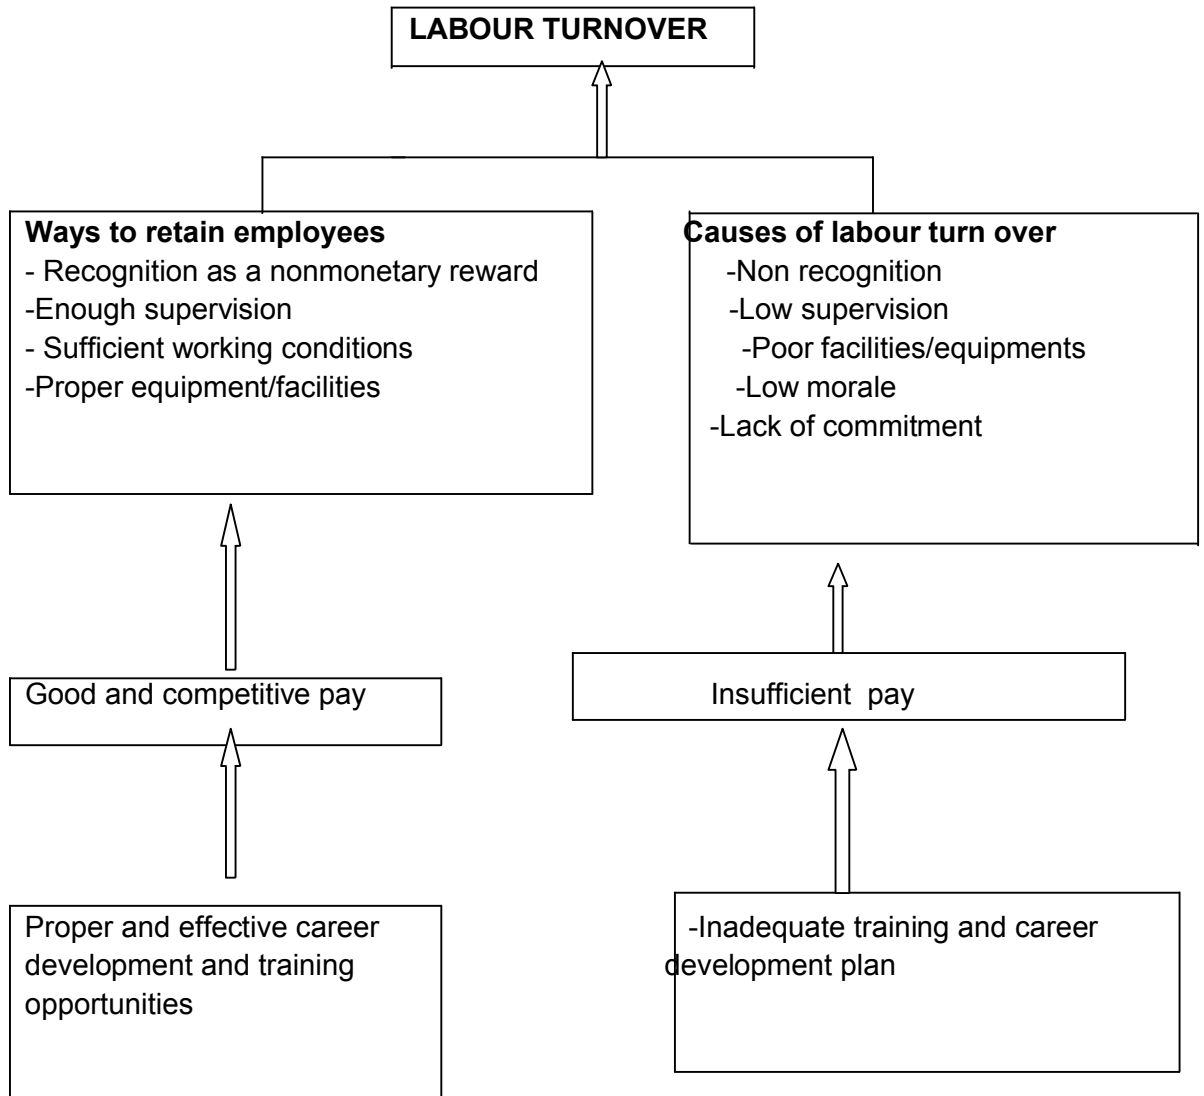 LABOUR TURNOVER
Ways to retain employees
- Recognition as a nonmonetary reward
-Enough supervision
- Sufficient working conditions
-Proper equipment/facilities
Causes of labour turn over
-Non recognition
-Low supervision
-Poor facilities/equipments
-Low morale
-Lack of commitment
Good and competitive pay
Insufficient pay
Proper and effective career
development and training
opportunities
-Inadequate training and career
development plan